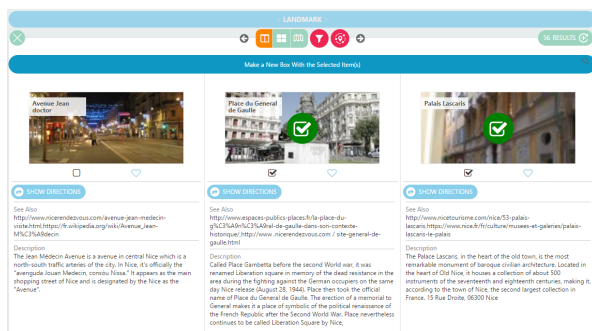 LANDMARK
56 RESULTS
Make a New Box With the Selected Item(s)
Avenue Jean
doctor
SHOW DIRECTIONS
See Also
http://www.nicerendezvous.com/avenue-jean-medecin-
visite.html,https://fr.wikipedia.org/wiki/Avenue_Jean-
M%C3%A9decin
Description
The Jean Médecin Avenue is a avenue in central Nice which is a
north–south traffic arteries of the city. In Nice, it's officially the
"avenguda Jouan Medecin, consòu Nissa." It appears as the main
shopping street of Nice and is designated by the Nice as the
"Avenue".
Place du General
de Gaulle
SHOW DIRECTIONS
See Also
http://www.espaces-publics-places.fr/la-place-du-
g%C3%A9n%C3%A9ral-de-gaulle-dans-son-contexte-
historique/,http://www .nicerendezvous.com / site-general-de-
gaulle.html
Description
Called Place Gambetta before the second World war, it was
renamed Liberation square in memory of the dead resistance in the
area during the fighting against the German occupiers on the same
day Nice release (August 28, 1944). Place then took the official
name of Place du General de Gaulle. The erection of a memorial to
General makes it a place of symbolic of the political renaissance of
the French Republic after the Second World War. Place nevertheless
continues to be called Liberation Square by Nice,
Palais Lascaris
SHOW DIRECTIONS
See Also
http://www.nicetourisme.com/nice/53-palais-
lascaris,https://www.nice.fr/fr/culture/musees-et-galeries/palais-
lascaris-le-palais
Description
The Palace Lascaris, in the heart of the old town, is the most
remarkable monument of baroque civilian architecture. Located in
the heart of Old Nice, it houses a collection of about 500
instruments of the seventeenth and eighteenth centuries, making it,
according to the town of Nice, the second largest collection in
France. 15 Rue Droite, 06300 Nice